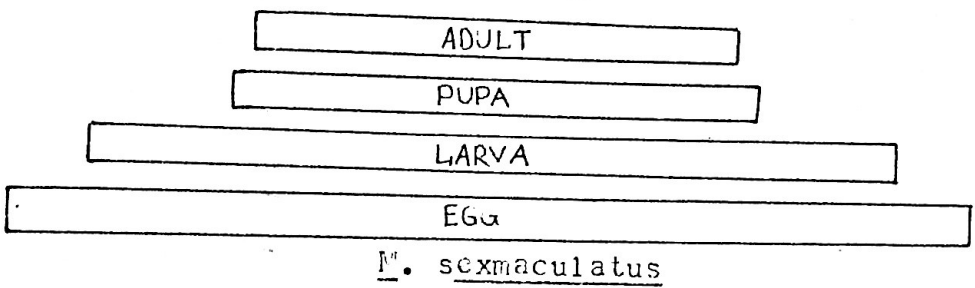 ADULT
PUPA
LARVA
EGG
M. sexmaculatus